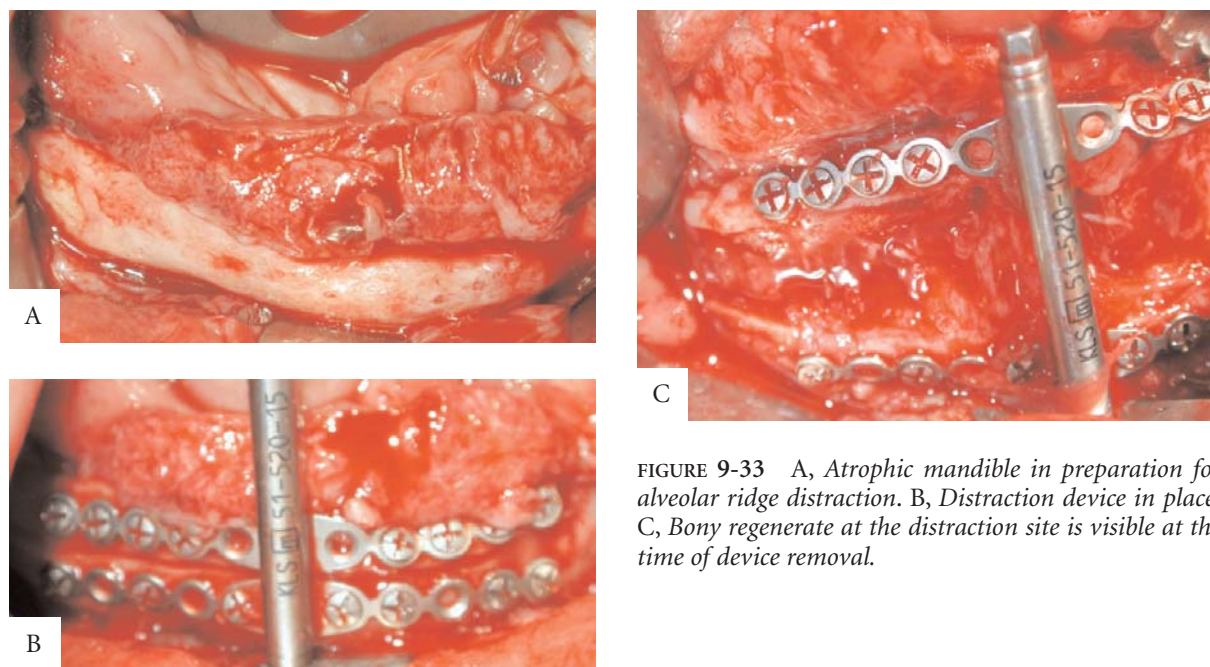 A
B
C
KLS m 51-520-15
KLS m 51-520-15
FIGURE 9-33 A, Atrophic mandible in preparation fo
alveolar ridge distraction. B, Distraction device in place
C, Bony regenerate at the distraction site is visible at th
time of device removal.